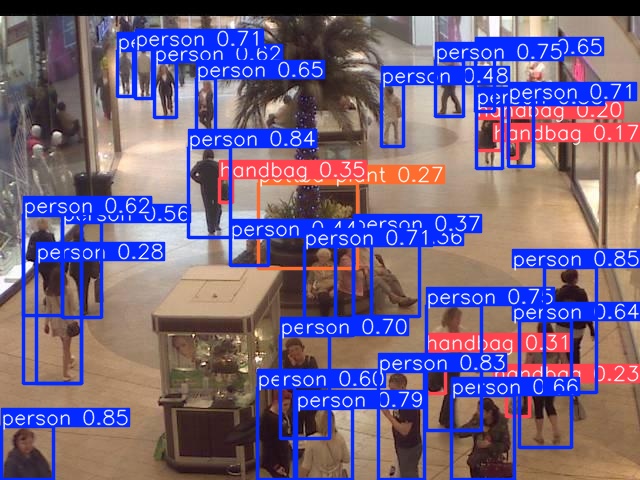 person 0.71
person 0.62
person 0.65
person 0.75
0.65
person 0.48
person 0.71
handbag 0.20
handbag 0.17
person 0.84
handbag 0.35
potted plant 0.27
person 0.62
person 0.56
person 0.28
person 0.44
person 0.37
person 0.71
person 0.85
person 0.75
person 0.64
person 0.70
handbag 0.31
person 0.83
handbag 0.23
person 0.60
person 0.79
person 0.66
person 0.85